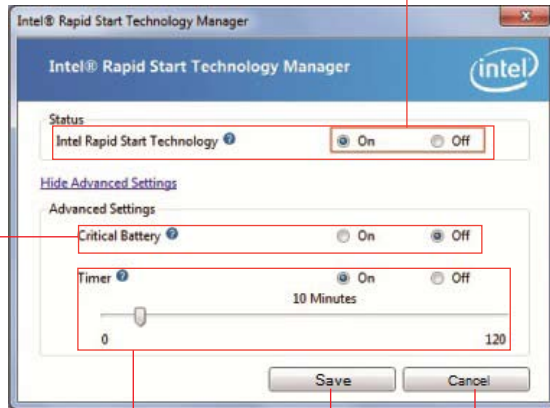 Intel® Rapid Start Technology Manager
Intel® Rapid Start Technology Manager
intel
Status
Intel Rapid Start Technology ? On Off
Hide Advanced Settings
Advanced Settings
Critical Battery ? On Off
Timer ? On Off
10 Minutes
0 120
Save Cancel